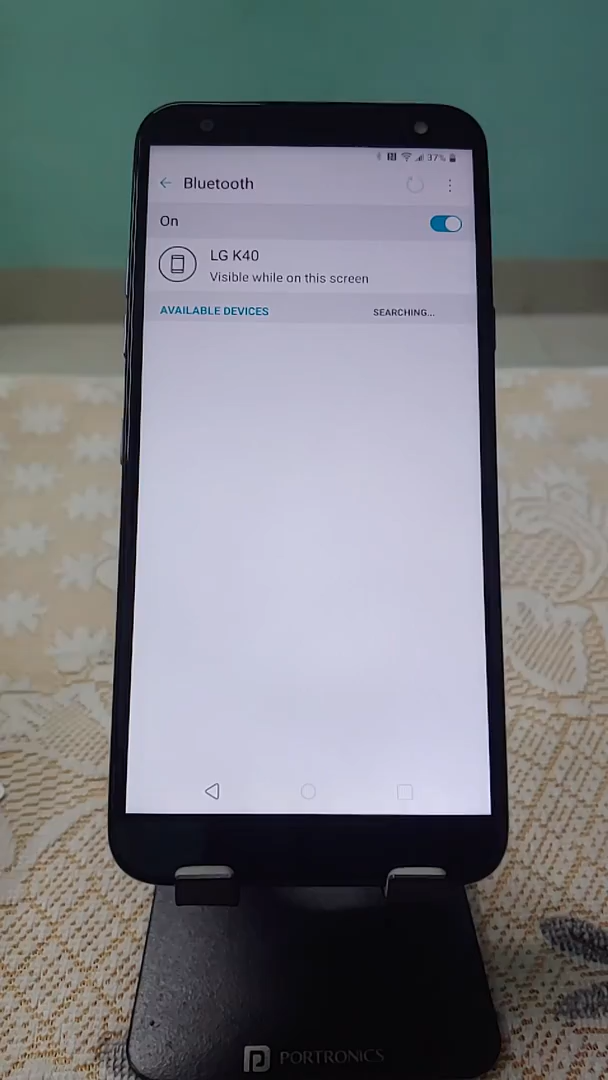 37%
Bluetooth
On
LG K40
Visible while on this screen
AVAILABLE DEVICES SEARCHING...
PORTRONICS